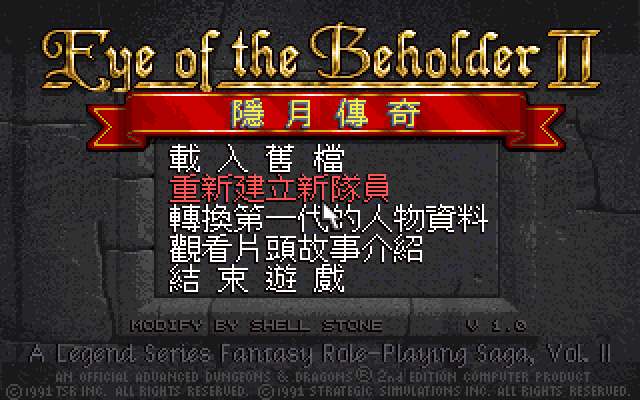 Eye of the Beholder II
隱月傳奇
載入舊檔
重新建立新隊員
轉換第一代的人物資料
觀看片頭故事介紹
結束遊戲
MODIFY BY SHELL STONE V 1.0
A Legend Series Fantasy Role-Playing Saga, Vol. II
AN OFFICIAL ADVANCED DUNGEONS & DRAGONS® 2nd EDITION COMPUTER PRODUCT
©1991 TSR INC. ALL RIGHTS RESERVED. ©1991 STRATEGIC SIMULATIONS INC. ALL RIGHTS RESERVED.